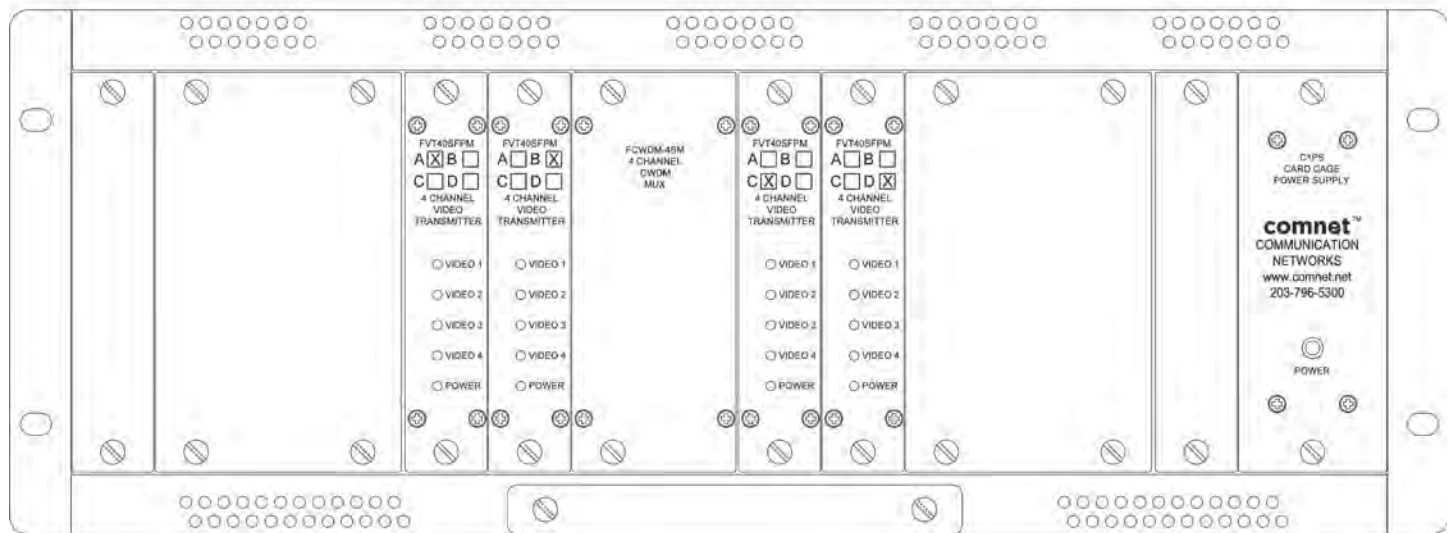 FVT40SFPM
A X B
C D
4 CHANNEL
VIDEO
TRANSMITTER
VIDEO 1
VIDEO 2
VIDEO 3
VIDEO 4
POWER
FVT40SFPM
A B X
C D
4 CHANNEL
VIDEO
TRANSMITTER
VIDEO 1
VIDEO 2
VIDEO 3
VIDEO 4
POWER
FCWDM-4SM
4 CHANNEL
CWDM
MUX
FVT40SFPM
A B
C X D
4 CHANNEL
VIDEO
TRANSMITTER
VIDEO 1
VIDEO 2
VIDEO 3
VIDEO 4
POWER
FVT40SFPM
A B
C D X
4 CHANNEL
VIDEO
TRANSMITTER
VIDEO 1
VIDEO 2
VIDEO 3
VIDEO 4
POWER
CARD CAGE
POWER SUPPLY
comnet™
COMMUNICATION
NETWORKS
www.comnet.net
203-796-5300
POWER